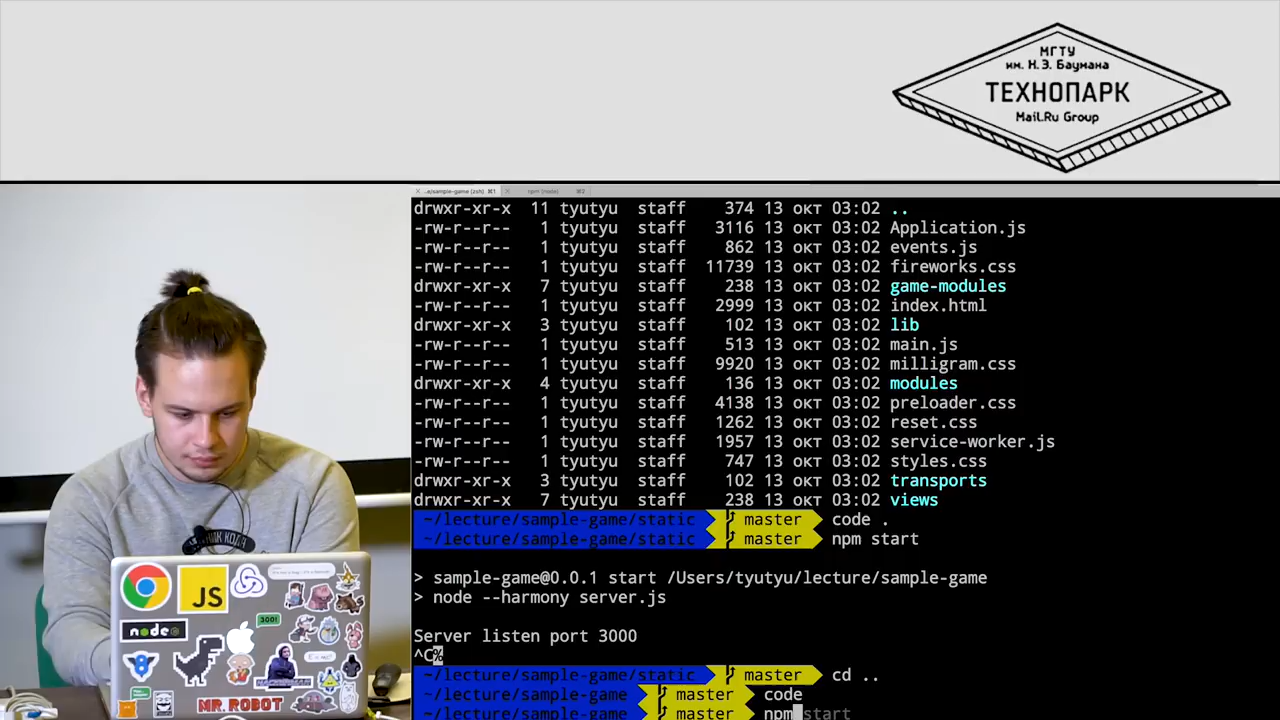 МГТУ
им. Н.Э. Баумана
ТЕХНОПАРК
Mail.Ru Group
..e/sample-game (zsh) ⌘1
npm (node) ⌘2
drwxr-xr-x 11 tyutyu staff 374 13 окт 03:02 ..
-rw-r--r-- 1 tyutyu staff 3116 13 окт 03:02 Application.js
-rw-r--r-- 1 tyutyu staff 862 13 окт 03:02 events.js
-rw-r--r-- 1 tyutyu staff 11739 13 окт 03:02 fireworks.css
drwxr-xr-x 7 tyutyu staff 238 13 окт 03:02 game-modules
-rw-r--r-- 1 tyutyu staff 2999 13 окт 03:02 index.html
drwxr-xr-x 3 tyutyu staff 102 13 окт 03:02 lib
-rw-r--r-- 1 tyutyu staff 513 13 окт 03:02 main.js
-rw-r--r-- 1 tyutyu staff 9920 13 окт 03:02 milligram.css
drwxr-xr-x 4 tyutyu staff 136 13 окт 03:02 modules
-rw-r--r-- 1 tyutyu staff 4138 13 окт 03:02 preloader.css
-rw-r--r-- 1 tyutyu staff 1262 13 окт 03:02 reset.css
-rw-r--r-- 1 tyutyu staff 1957 13 окт 03:02 service-worker.js
-rw-r--r-- 1 tyutyu staff 747 13 окт 03:02 styles.css
drwxr-xr-x 3 tyutyu staff 102 13 окт 03:02 transports
drwxr-xr-x 7 tyutyu staff 238 13 окт 03:02 views
~/lecture/sample-game/static master code .
~/lecture/sample-game/static master npm start
> sample-game@0.0.1 start /Users/tyutyu/lecture/sample-game
> node --harmony server.js
Server listen port 3000
^C%
~/lecture/sample-game/static master cd ..
~/lecture/sample-game master code
~/lecture/sample-game master npm start
JS
node
300!
MR. ROBOT